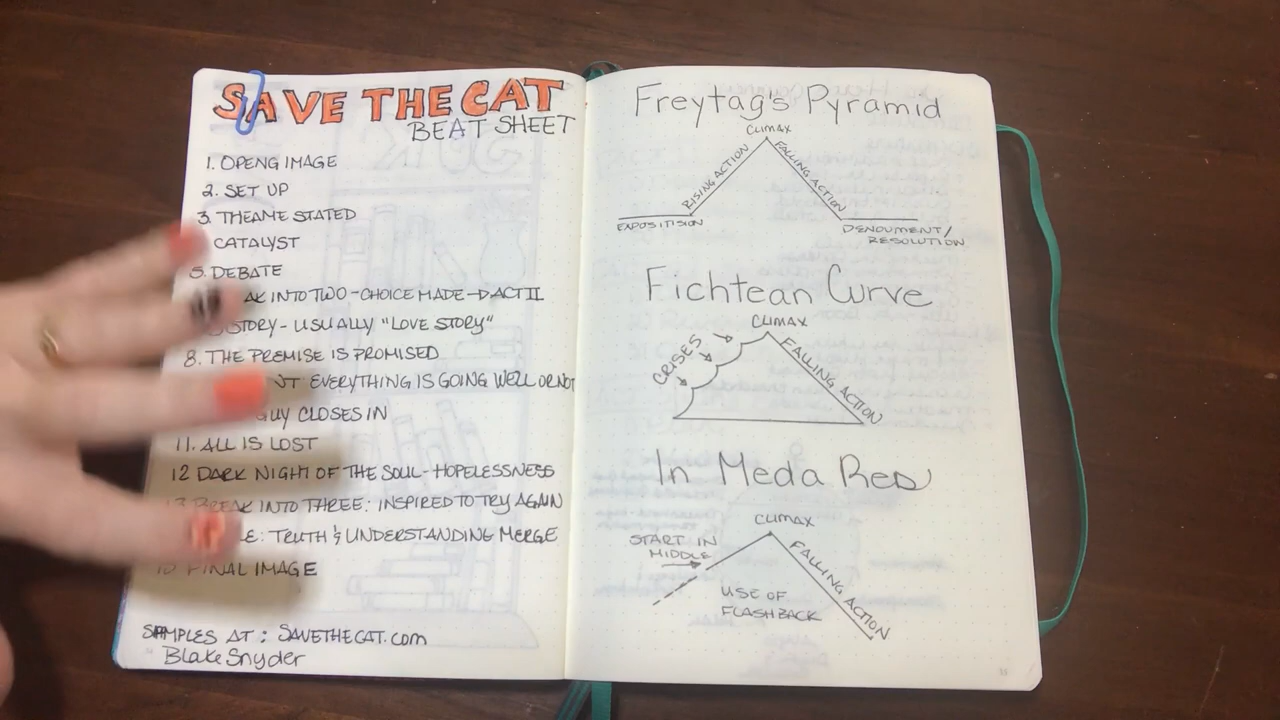 SAVE THE CAT
BEAT SHEET
1. OPENG IMAGE
2. SET UP
3. THEAME STATED
CATALYST
5. DEBATE
INTO TWO - CHOICE MADE → ACT II
STORY - USUALLY "LOVE STORY"
8. THE PREMISE IS PROMISED
EVERYTHING IS GOING WELL OR NOT
GUY CLOSES IN
11. ALL IS LOST
12 DARK NIGHT OF THE SOUL - HOPELESSNESS
13 BREAK INTO THREE: INSPIRED TO TRY AGAIN
: TRUTH & UNDERSTANDING MERGE
FINAL IMAGE
SAMPLES AT: SAVETHECAT.com
Blake Snyder
Freytag's Pyramid
CLIMAX
RISING ACTION
FALLING ACTION
EXPOSITISION
DENOUMENT/
RESOLUTION
Fichtean Curve
CLIMAX
CRISES
FALLING ACTION
In Meda Res
CLIMAX
START IN
MIDDLE
FALLING ACTION
USE OF
FLASHBACK